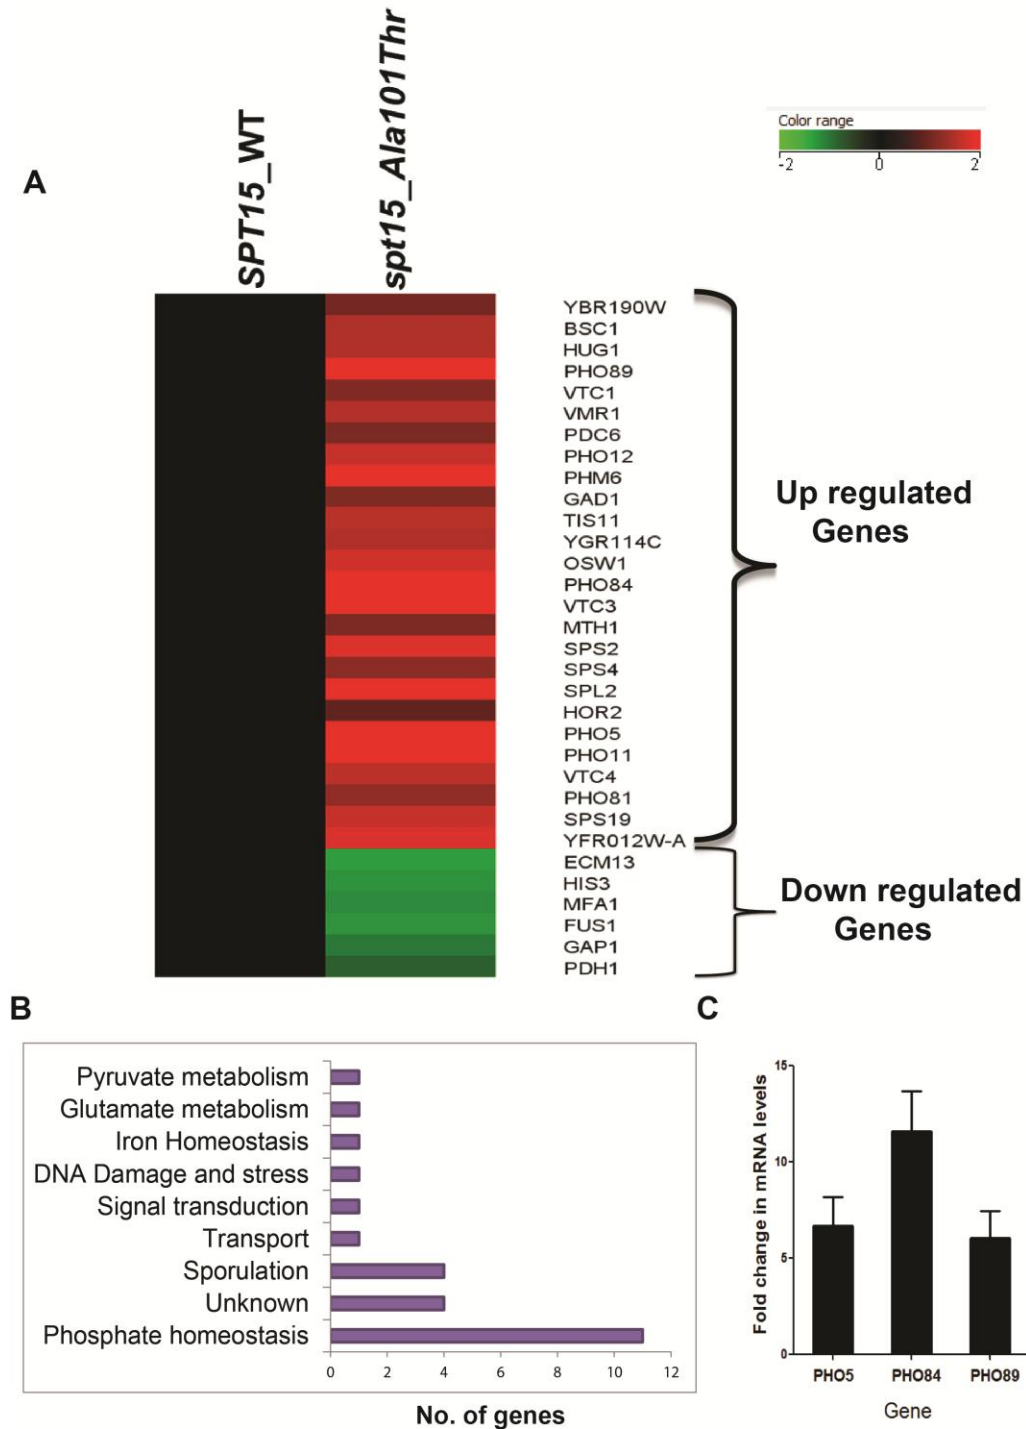 A
SPT15_WT
spt15_Ala101Thr
Color range
-2 0 2
YBR190W
BSC1
HUG1
PHO89
VTC1
VMR1
PDC6
PHO12
PHM6
GAD1
TIS11
YGR114C
OSW1
PHO84
VTC3
MTH1
SPS2
SPS4
SPL2
HOR2
PHO5
PHO11
VTC4
PHO81
SPS19
YFR012W-A
ECM13
HIS3
MFA1
FUS1
GAP1
PDH1
Up regulated
Genes
Down regulated
Genes
B
Pyruvate metabolism
Glutamate metabolism
Iron Homeostasis
DNA Damage and stress
Signal transduction
Transport
Sporulation
Unknown
Phosphate homeostasis
0 2 4 6 8 10 12
No. of genes
C
Fold change in mRNA levels
15
10
5
0
PHO5 PHO84 PHO89
Gene